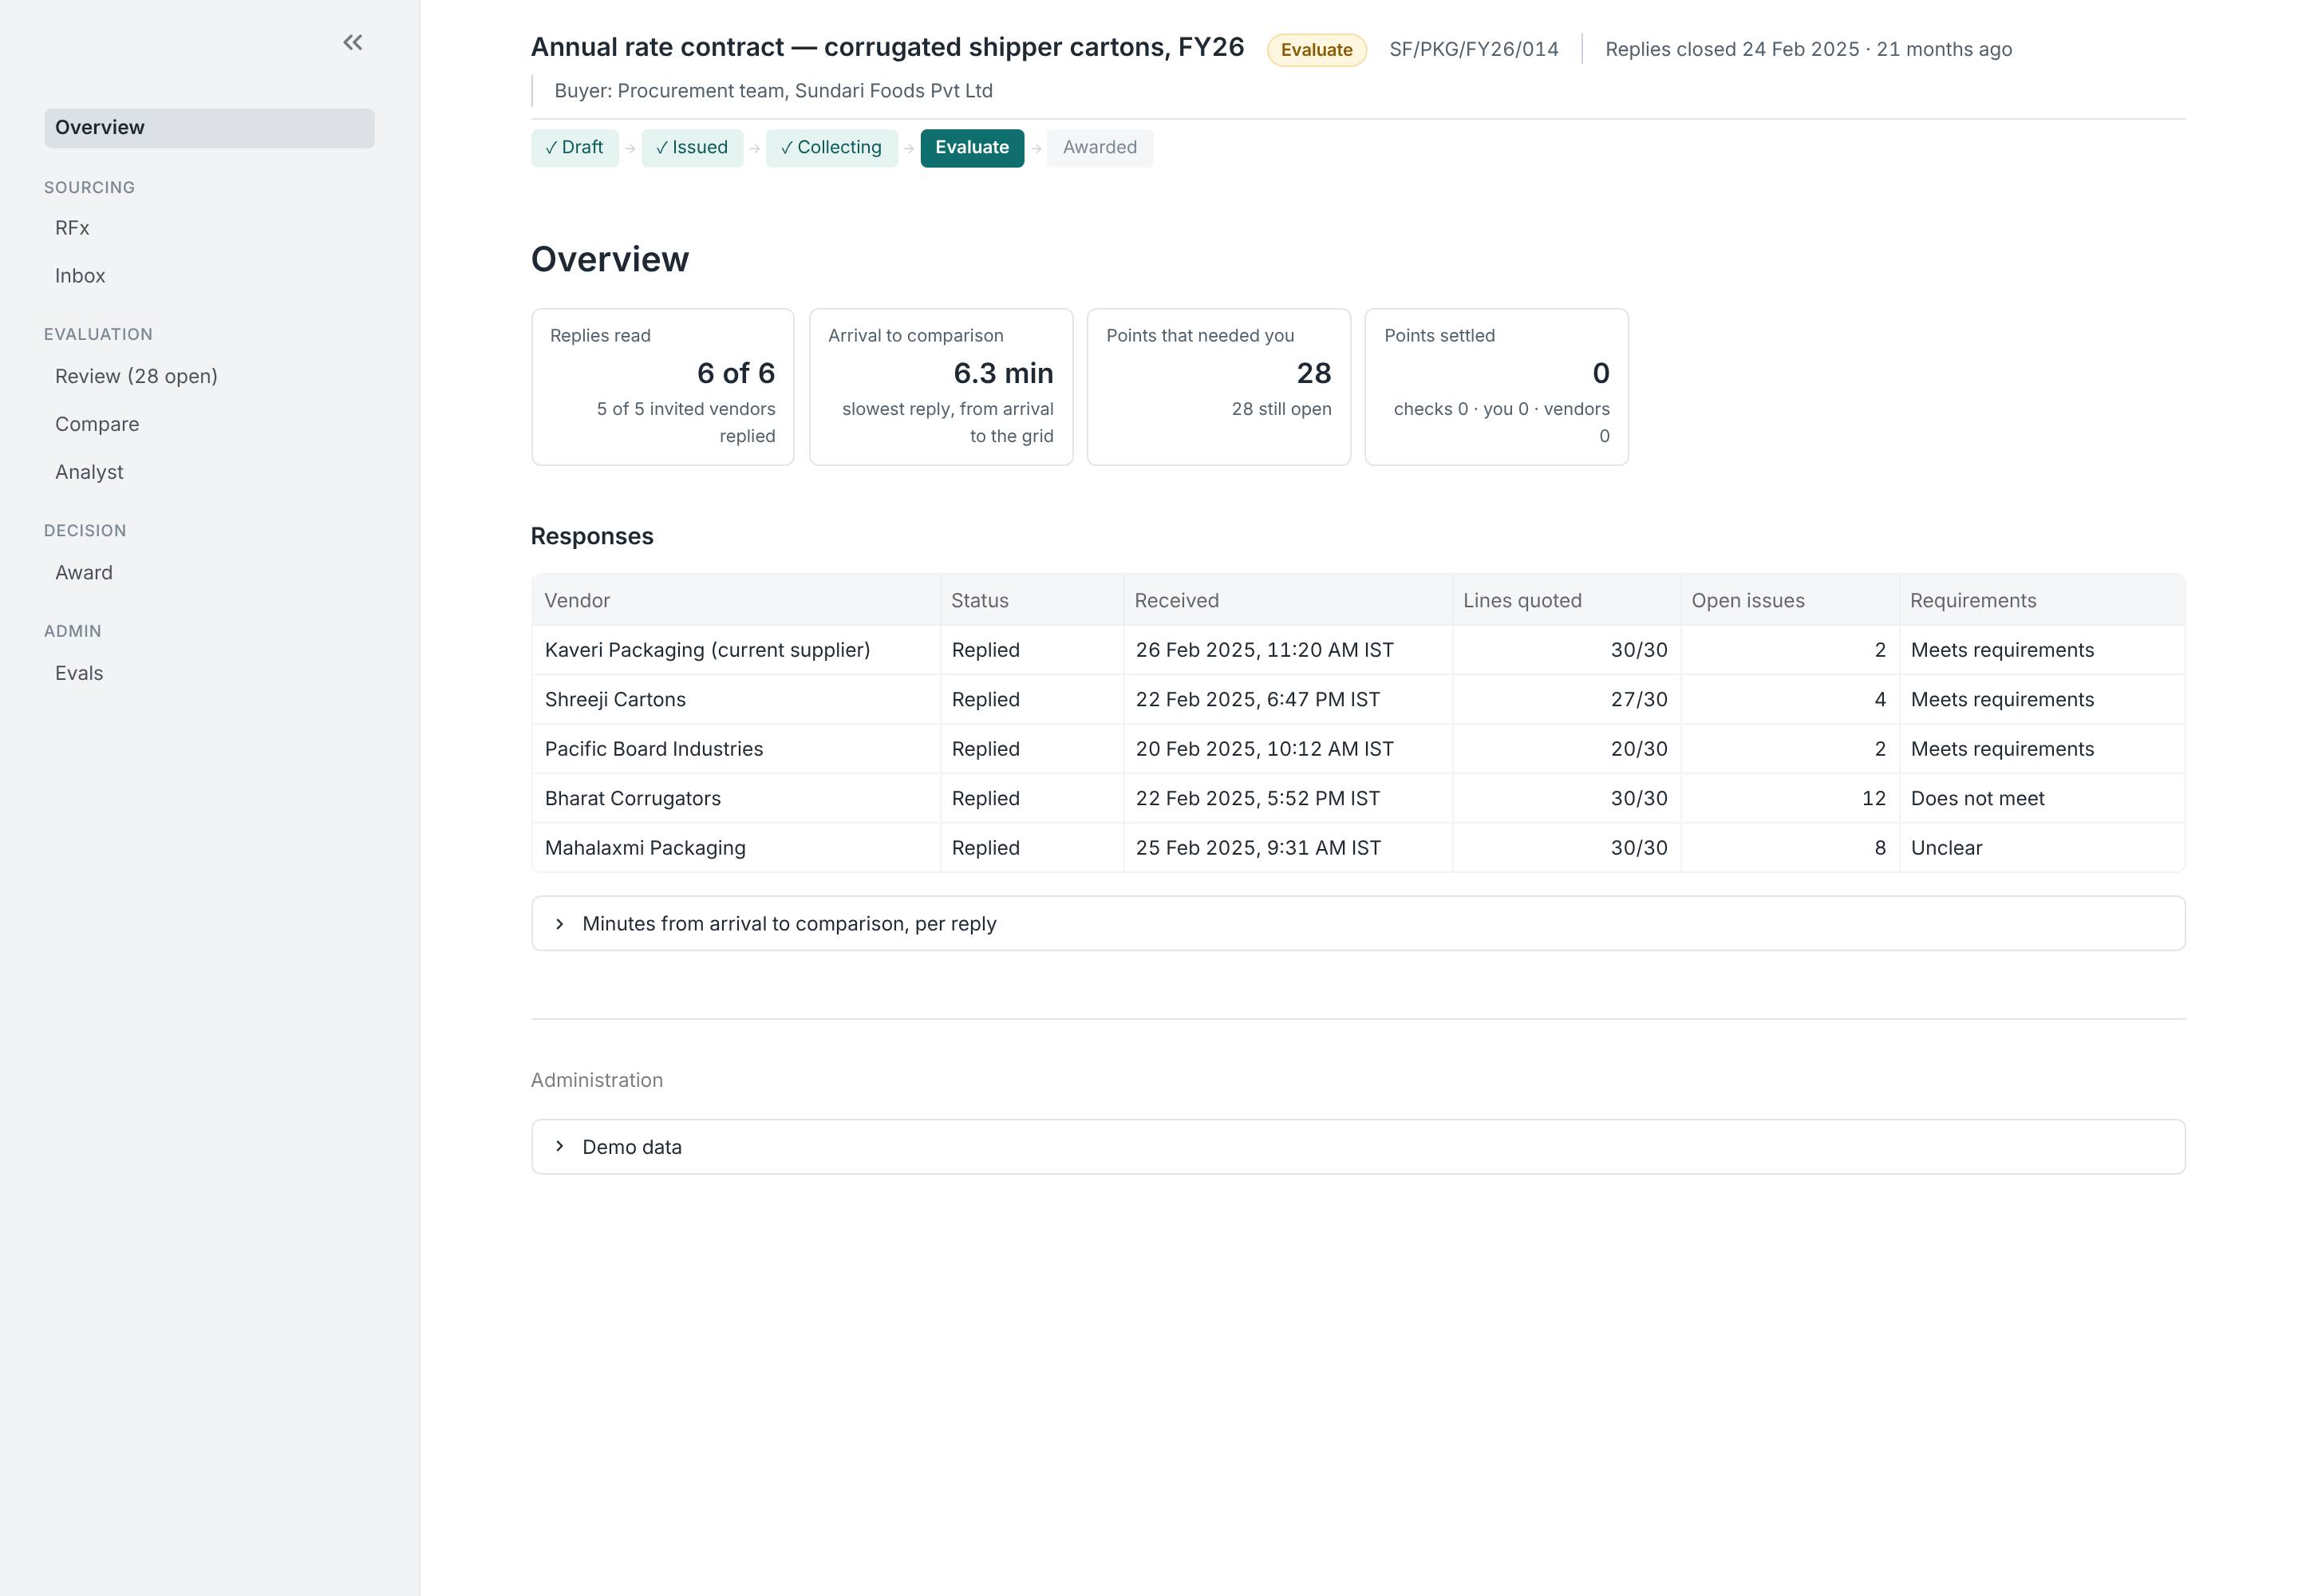 Overview
SOURCING
RFx
Inbox
EVALUATION
Review (28 open)
Compare
Analyst
DECISION
Award
ADMIN
Evals
Annual rate contract — corrugated shipper cartons, FY26 Evaluate SF/PKG/FY26/014 Replies closed 24 Feb 2025 · 21 months ago
Buyer: Procurement team, Sundari Foods Pvt Ltd
✓ Draft → ✓ Issued → ✓ Collecting → Evaluate → Awarded
Overview
Replies read
6 of 6
5 of 5 invited vendors
replied
Arrival to comparison
6.3 min
slowest reply, from arrival
to the grid
Points that needed you
28
28 still open
Points settled
0
checks 0 · you 0 · vendors
0
Responses
Vendor Status Received Lines quoted Open issues Requirements
Kaveri Packaging (current supplier) Replied 26 Feb 2025, 11:20 AM IST 30/30 2 Meets requirements
Shreeji Cartons Replied 22 Feb 2025, 6:47 PM IST 27/30 4 Meets requirements
Pacific Board Industries Replied 20 Feb 2025, 10:12 AM IST 20/30 2 Meets requirements
Bharat Corrugators Replied 22 Feb 2025, 5:52 PM IST 30/30 12 Does not meet
Mahalaxmi Packaging Replied 25 Feb 2025, 9:31 AM IST 30/30 8 Unclear
Minutes from arrival to comparison, per reply
Administration
Demo data